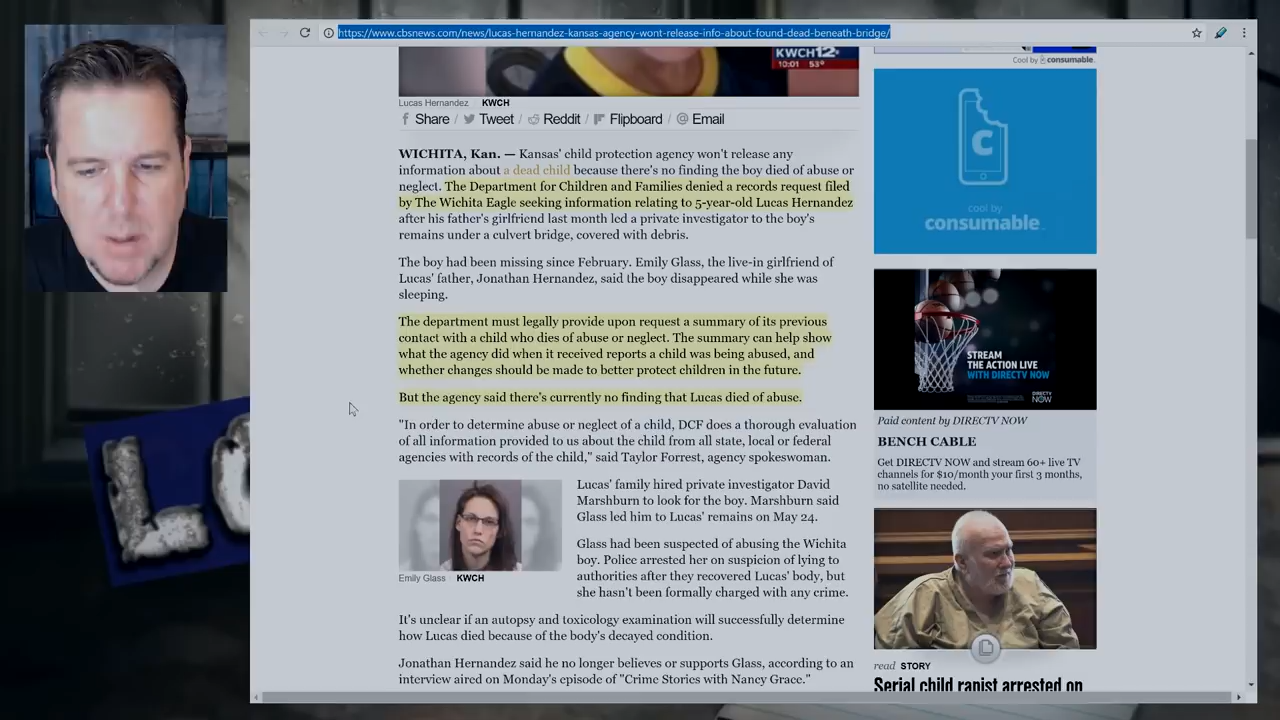 https://www.cbsnews.com/news/lucas-hernandez-kansas-agency-wont-release-info-about-found-dead-beneath-bridge/
KWCH12
10:01 53°
Lucas Hernandez KWCH
Share / Tweet / Reddit / Flipboard / Email
WICHITA, Kan. — Kansas' child protection agency won't release any
information about a dead child because there's no finding the boy died of abuse or
neglect. The Department for Children and Families denied a records request filed
by The Wichita Eagle seeking information relating to 5-year-old Lucas Hernandez
after his father's girlfriend last month led a private investigator to the boy's
remains under a culvert bridge, covered with debris.
The boy had been missing since February. Emily Glass, the live-in girlfriend of
Lucas' father, Jonathan Hernandez, said the boy disappeared while she was
sleeping.
The department must legally provide upon request a summary of its previous
contact with a child who dies of abuse or neglect. The summary can help show
what the agency did when it received reports a child was being abused, and
whether changes should be made to better protect children in the future.
But the agency said there's currently no finding that Lucas died of abuse.
"In order to determine abuse or neglect of a child, DCF does a thorough evaluation
of all information provided to us about the child from all state, local or federal
agencies with records of the child," said Taylor Forrest, agency spokeswoman.
Lucas' family hired private investigator David
Marshburn to look for the boy. Marshburn said
Glass led him to Lucas' remains on May 24.
Glass had been suspected of abusing the Wichita
boy. Police arrested her on suspicion of lying to
authorities after they recovered Lucas' body, but
she hasn't been formally charged with any crime.
Emily Glass KWCH
It's unclear if an autopsy and toxicology examination will successfully determine
how Lucas died because of the body's decayed condition.
Jonathan Hernandez said he no longer believes or supports Glass, according to an
interview aired on Monday's episode of "Crime Stories with Nancy Grace."
Cool by consumable.
C
cool by
consumable
STREAM
THE ACTION LIVE
WITH DIRECTV NOW
DIRECTV
NOW
Paid content by DIRECTV NOW
BENCH CABLE
Get DIRECTV NOW and stream 60+ live TV
channels for $10/month your first 3 months,
no satellite needed.
read STORY
Serial child rapist arrested on